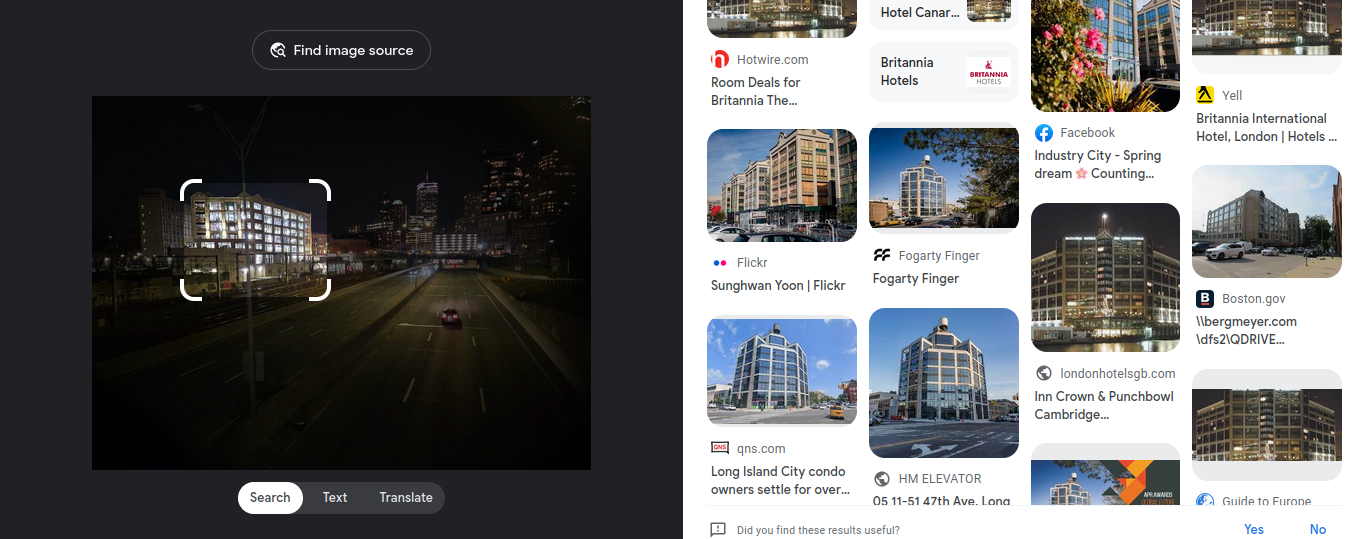 Find image source
Search
Text
Translate
Hotwire.com
Room Deals for
Britannia The...
Flickr
Sunghwan Yoon | Flickr
QNS
qns.com
Long Island City condo
owners settle for over...
Hotel Canar...
Britannia
Hotels
BRITANNIA
HOTELS
Fogarty Finger
Fogarty Finger
HM ELEVATOR
05 11-51 47th Ave, Long
Facebook
Industry City - Spring
dream 🌸 Counting...
londonhotelsgb.com
Inn Crown & Punchbowl
Cambridge...
APR AWARDS
Yell
Britannia International
Hotel, London | Hotels ...
B
Boston.gov
\\bergmeyer.com
\dfs2\QDRIVE...
Guide to Europe
Did you find these results useful?
Yes
No